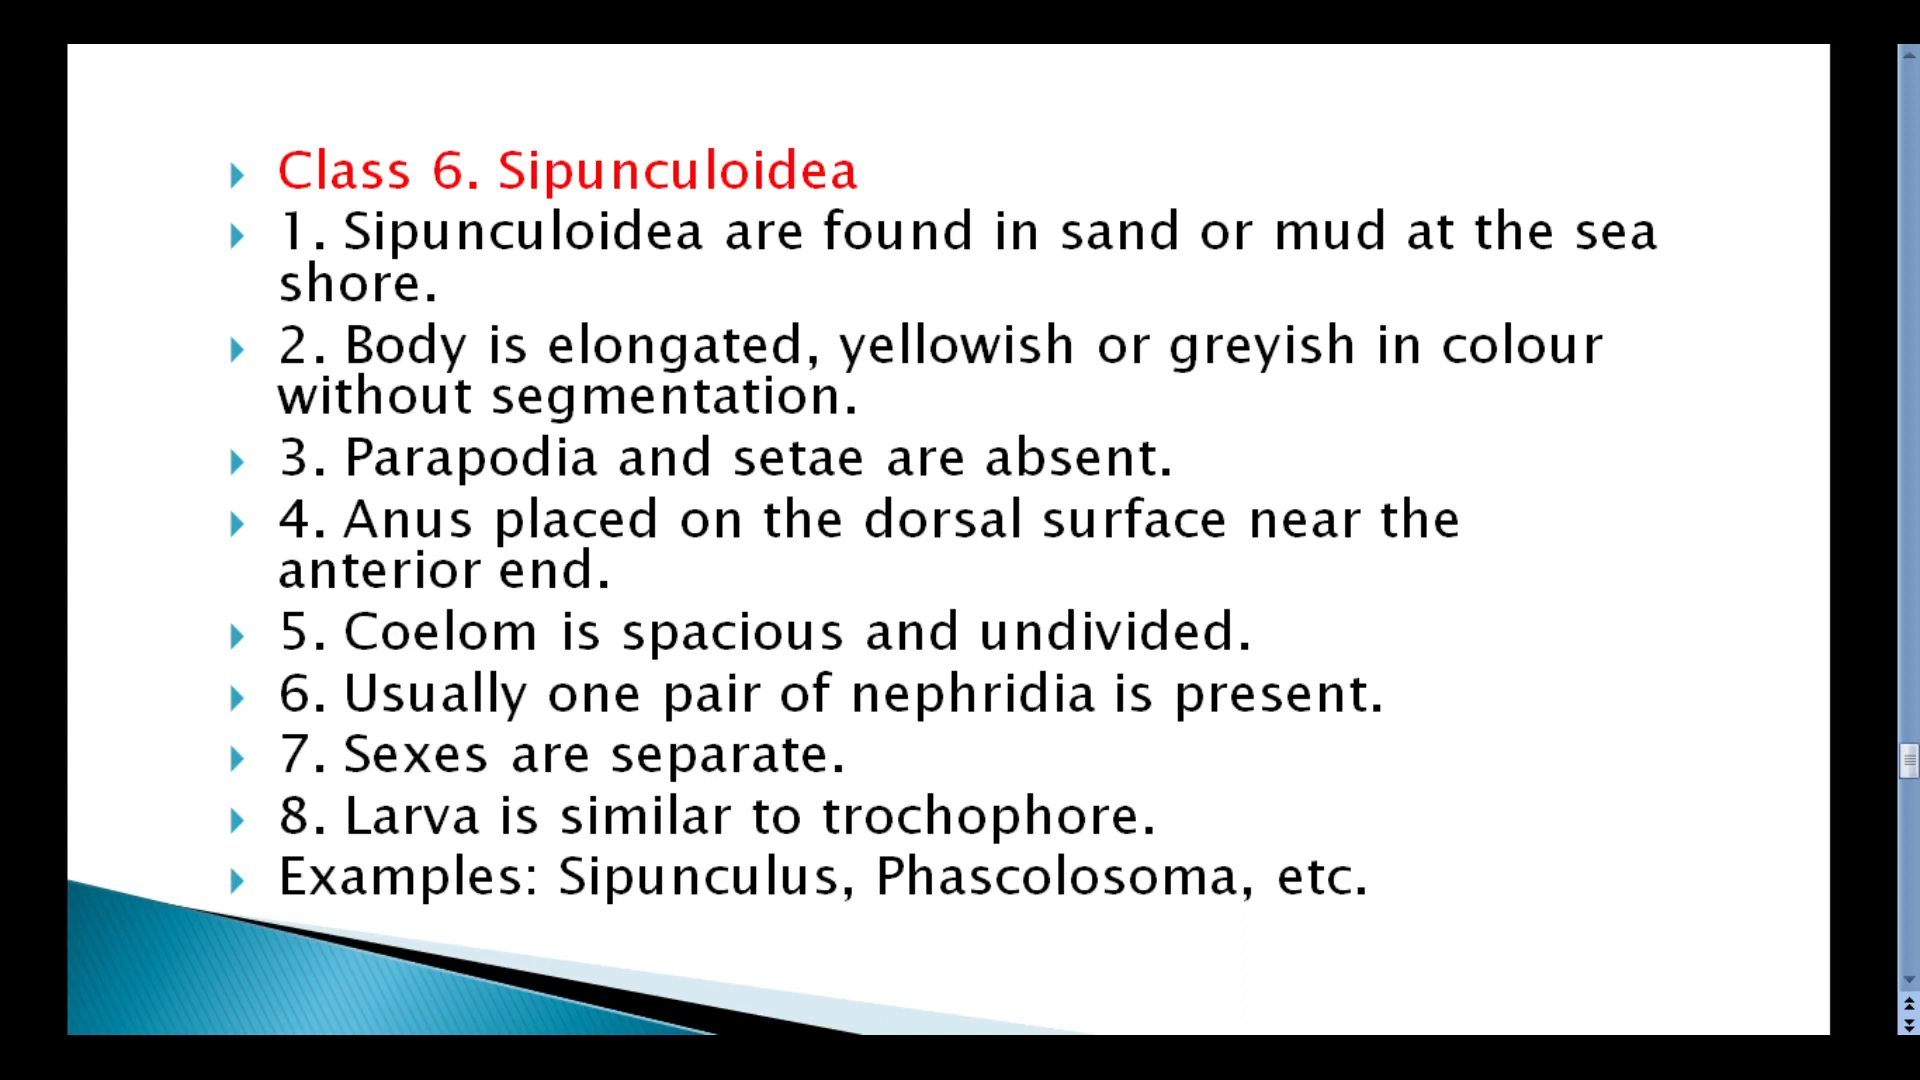 Class 6. Sipunculoidea
1. Sipunculoidea are found in sand or mud at the sea
shore.
2. Body is elongated, yellowish or greyish in colour
without segmentation.
3. Parapodia and setae are absent.
4. Anus placed on the dorsal surface near the
anterior end.
5. Coelom is spacious and undivided.
6. Usually one pair of nephridia is present.
7. Sexes are separate.
8. Larva is similar to trochophore.
Examples: Sipunculus, Phascolosoma, etc.